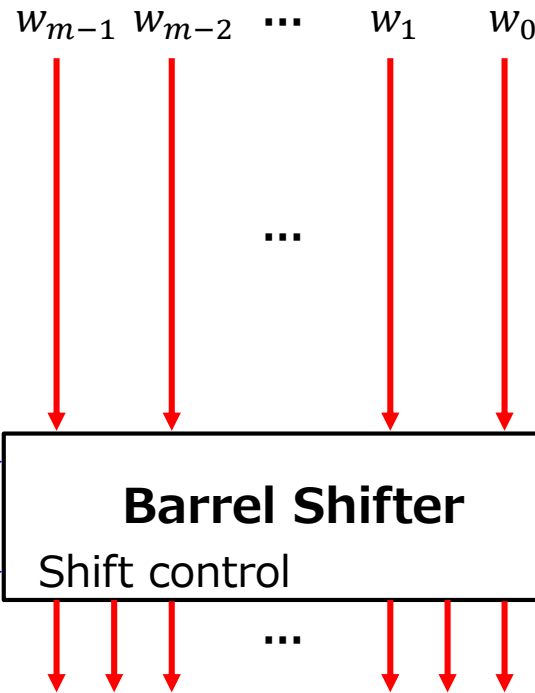 w_{m-1} w_{m-2} ... w_1 w_0
...
Barrel Shifter
Shift control
...